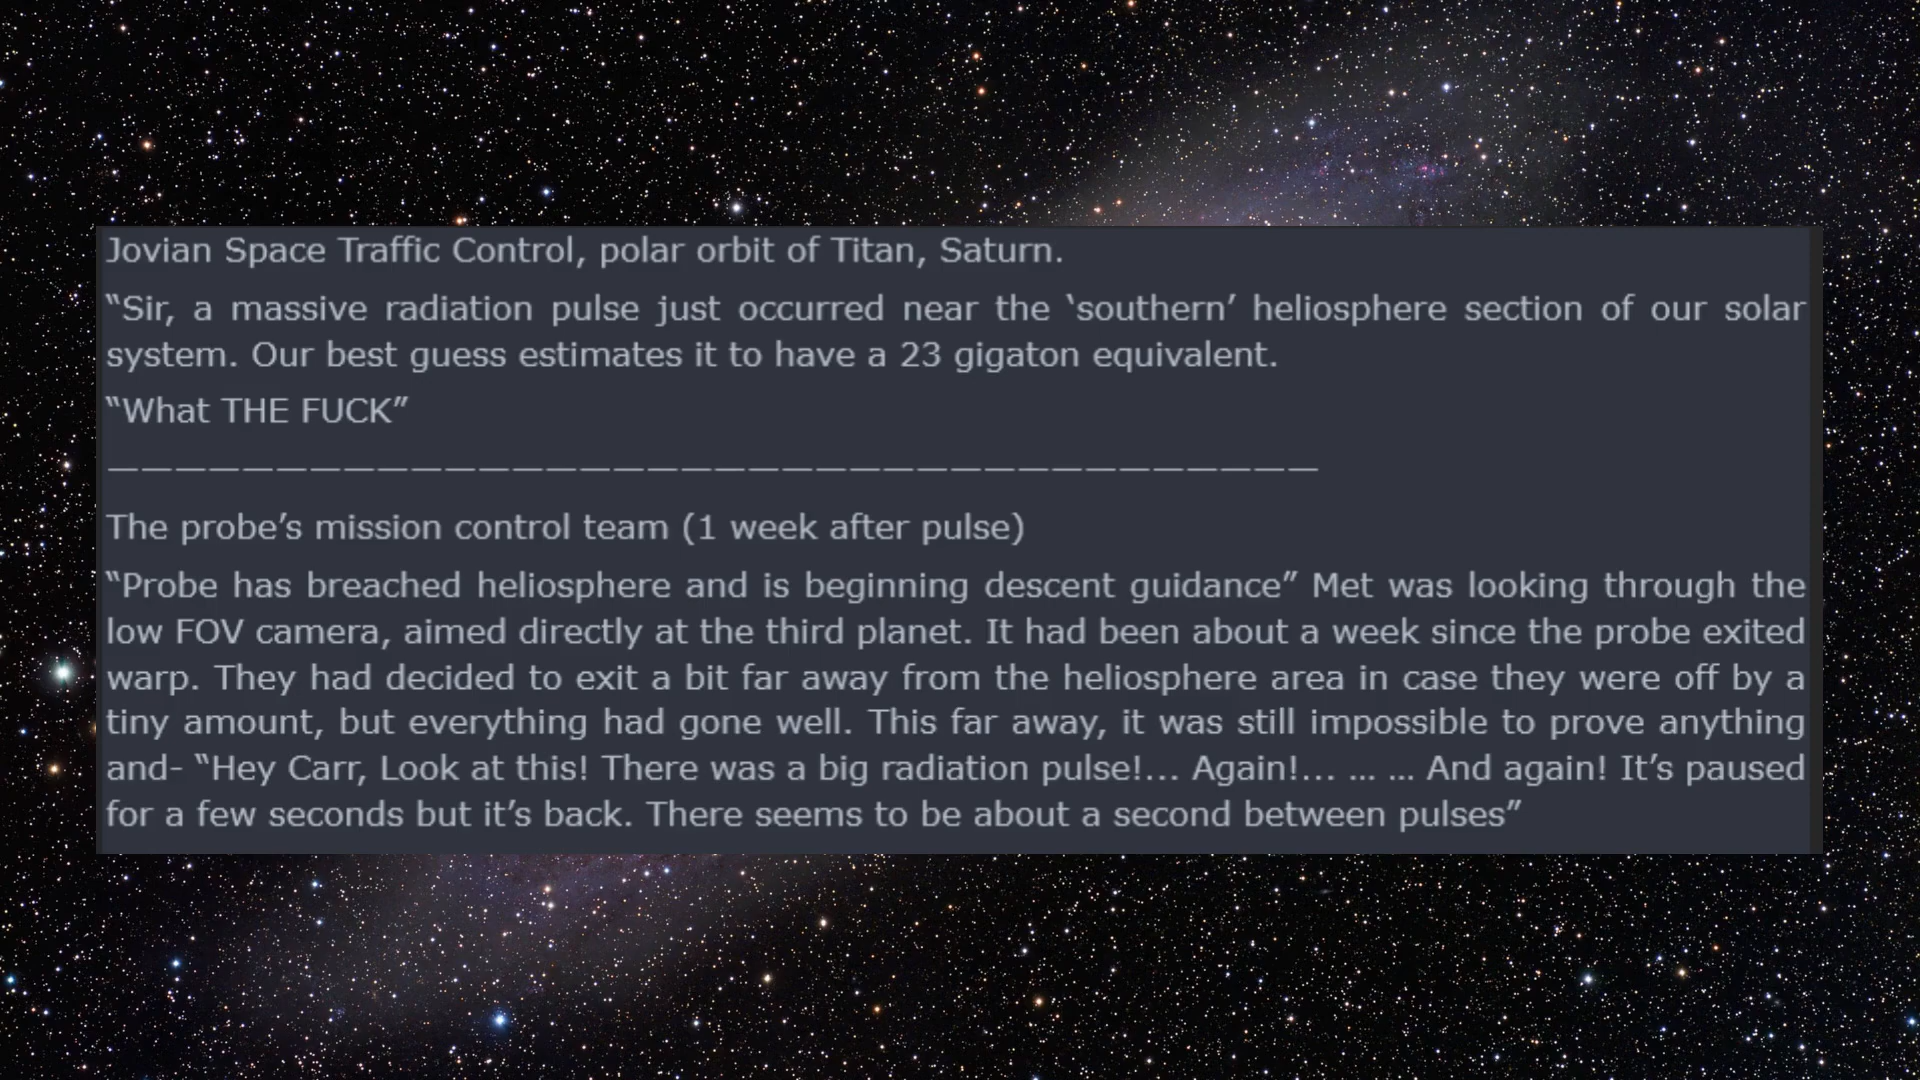 Jovian Space Traffic Control, polar orbit of Titan, Saturn.
“Sir, a massive radiation pulse just occurred near the ‘southern’ heliosphere section of our solar
system. Our best guess estimates it to have a 23 gigaton equivalent.
“What THE FUCK”
————————————————————————————————————
The probe’s mission control team (1 week after pulse)
“Probe has breached heliosphere and is beginning descent guidance” Met was looking through the
low FOV camera, aimed directly at the third planet. It had been about a week since the probe exited
warp. They had decided to exit a bit far away from the heliosphere area in case they were off by a
tiny amount, but everything had gone well. This far away, it was still impossible to prove anything
and- “Hey Carr, Look at this! There was a big radiation pulse!... Again!... ... ... And again! It’s paused
for a few seconds but it’s back. There seems to be about a second between pulses”